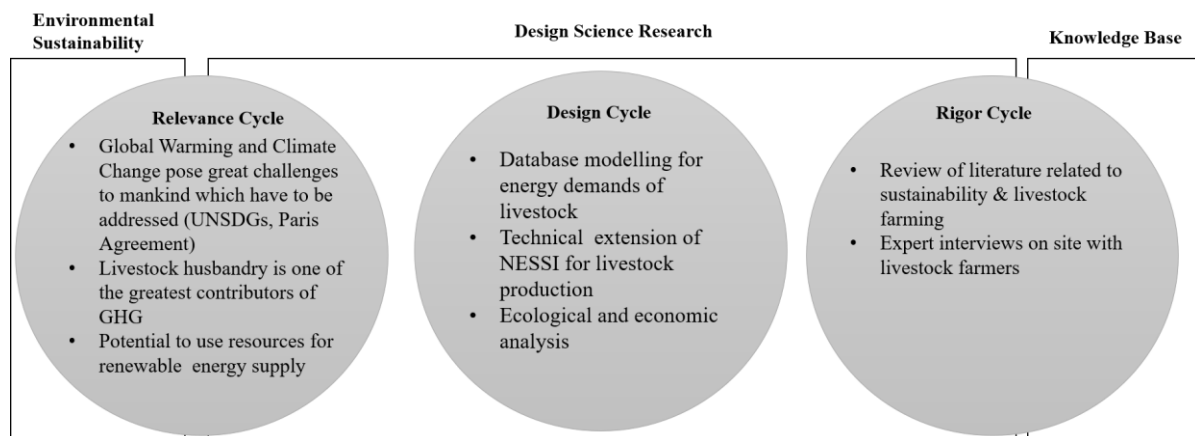 Environmental
Sustainability
Design Science Research
Knowledge Base
Relevance Cycle
• Global Warming and Climate
Change pose great challenges
to mankind which have to be
addressed (UNSDGs, Paris
Agreement)
• Livestock husbandry is one of
the greatest contributors of
GHG
• Potential to use resources for
renewable energy supply
Design Cycle
• Database modelling for
energy demands of
livestock
• Technical extension of
NESSI for livestock
production
• Ecological and economic
analysis
Rigor Cycle
• Review of literature related to
sustainability & livestock
farming
• Expert interviews on site with
livestock farmers